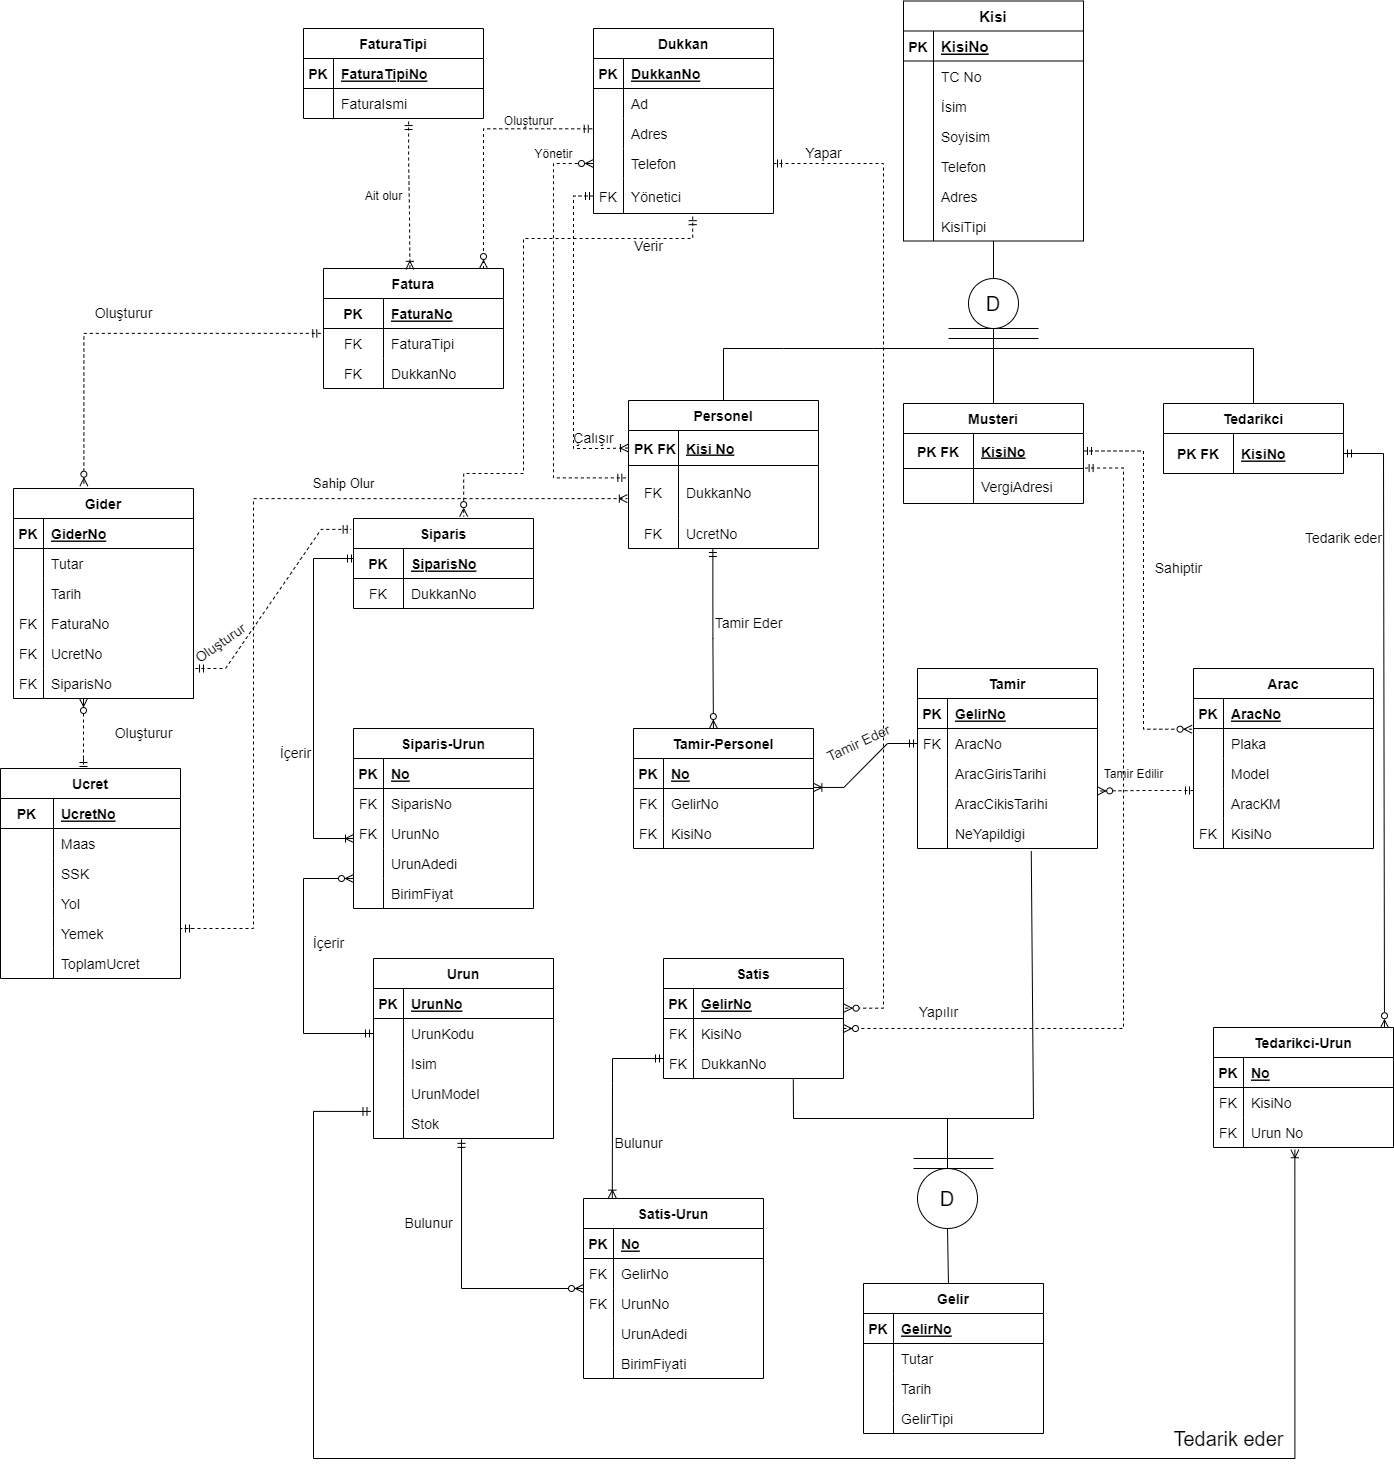 Kisi
PK KisiNo
TC No
İsim
Soyisim
Telefon
Adres
KisiTipi
FaturaTipi
PK FaturaTipiNo
FaturaIsmi
Dukkan
PK DukkanNo
Ad
Adres
Telefon
FK Yönetici
Oluşturur
Yönetir
Yapar
Ait olur
Verir
Fatura
PK FaturaNo
FK FaturaTipi
FK DukkanNo
Oluşturur
D
Personel
PK FK Kisi No
FK DukkanNo
FK UcretNo
Çalışır
Musteri
PK FK KisiNo
VergiAdresi
Tedarikci
PK FK KisiNo
Sahip Olur
Gider
PK GiderNo
Tutar
Tarih
FK FaturaNo
FK UcretNo
FK SiparisNo
Siparis
PK SiparisNo
FK DukkanNo
Tedarik eder
Sahiptir
Oluşturur
Tamir Eder
Tamir
PK GelirNo
FK AracNo
AracGirisTarihi
AracCikisTarihi
NeYapildigi
Arac
PK AracNo
Plaka
Model
AracKM
FK KisiNo
Oluşturur
İçerir
Siparis-Urun
PK No
FK SiparisNo
FK UrunNo
UrunAdedi
BirimFiyat
Tamir-Personel
PK No
FK GelirNo
FK KisiNo
Tamir Eder
Tamir Edilir
Ucret
PK UcretNo
Maas
SSK
Yol
Yemek
ToplamUcret
İçerir
Urun
PK UrunNo
UrunKodu
Isim
UrunModel
Stok
Satis
PK GelirNo
FK KisiNo
FK DukkanNo
Yapılır
Tedarikci-Urun
PK No
FK KisiNo
FK Urun No
Bulunur
Bulunur
D
Satis-Urun
PK No
FK GelirNo
FK UrunNo
UrunAdedi
BirimFiyati
Gelir
PK GelirNo
Tutar
Tarih
GelirTipi
Tedarik eder